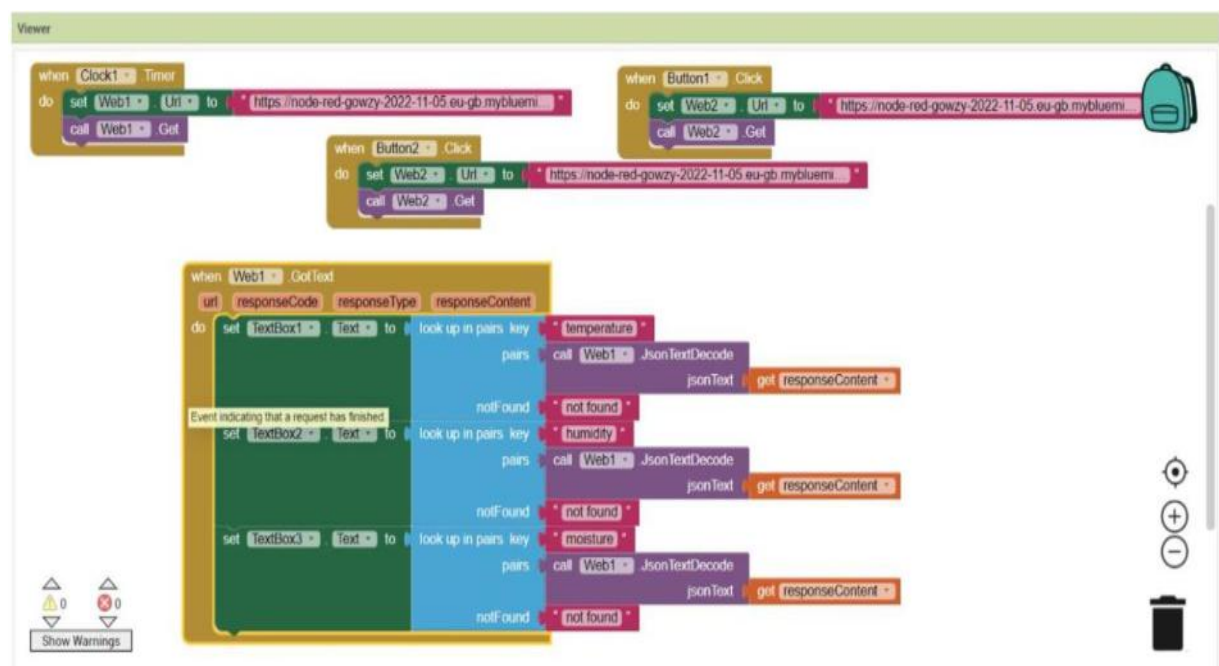 Viewer
when Clock1 .Timer
do set Web1 . Url to " https://node-red-gowzy-2022-11-05.eu-gb.mybluemi... "
call Web1 .Get
when Button1 .Click
do set Web2 . Url to " https://node-red-gowzy-2022-11-05.eu-gb.mybluemi...
call Web2 .Get
when Button2 .Click
do set Web2 . Url to " https://node-red-gowzy-2022-11-05.eu-gb.mybluemi... "
call Web2 .Get
when Web1 .GotText
url responseCode responseType responseContent
do set TextBox1 . Text to look up in pairs key " temperature "
pairs call Web1 .JsonTextDecode
jsonText get responseContent
notFound " not found "
Event indicating that a request has finished.
set TextBox2 . Text to look up in pairs key " humidity "
pairs call Web1 .JsonTextDecode
jsonText get responseContent
notFound " not found "
set TextBox3 . Text to look up in pairs key " moisture "
pairs call Web1 .JsonTextDecode
jsonText get responseContent
notFound " not found "
0 0
Show Warnings